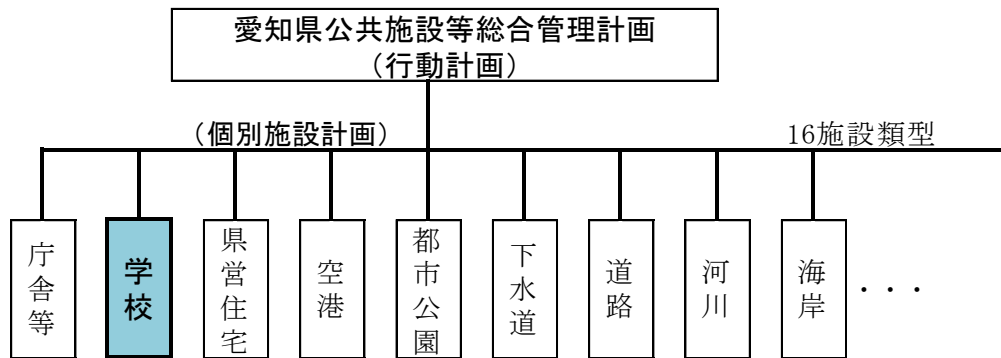 愛知県公共施設等総合管理計画
（行動計画）
（個別施設計画）
16施設類型
庁舎等
学校
県営住宅
空港
都市公園
下水道
道路
河川
海岸
・・・